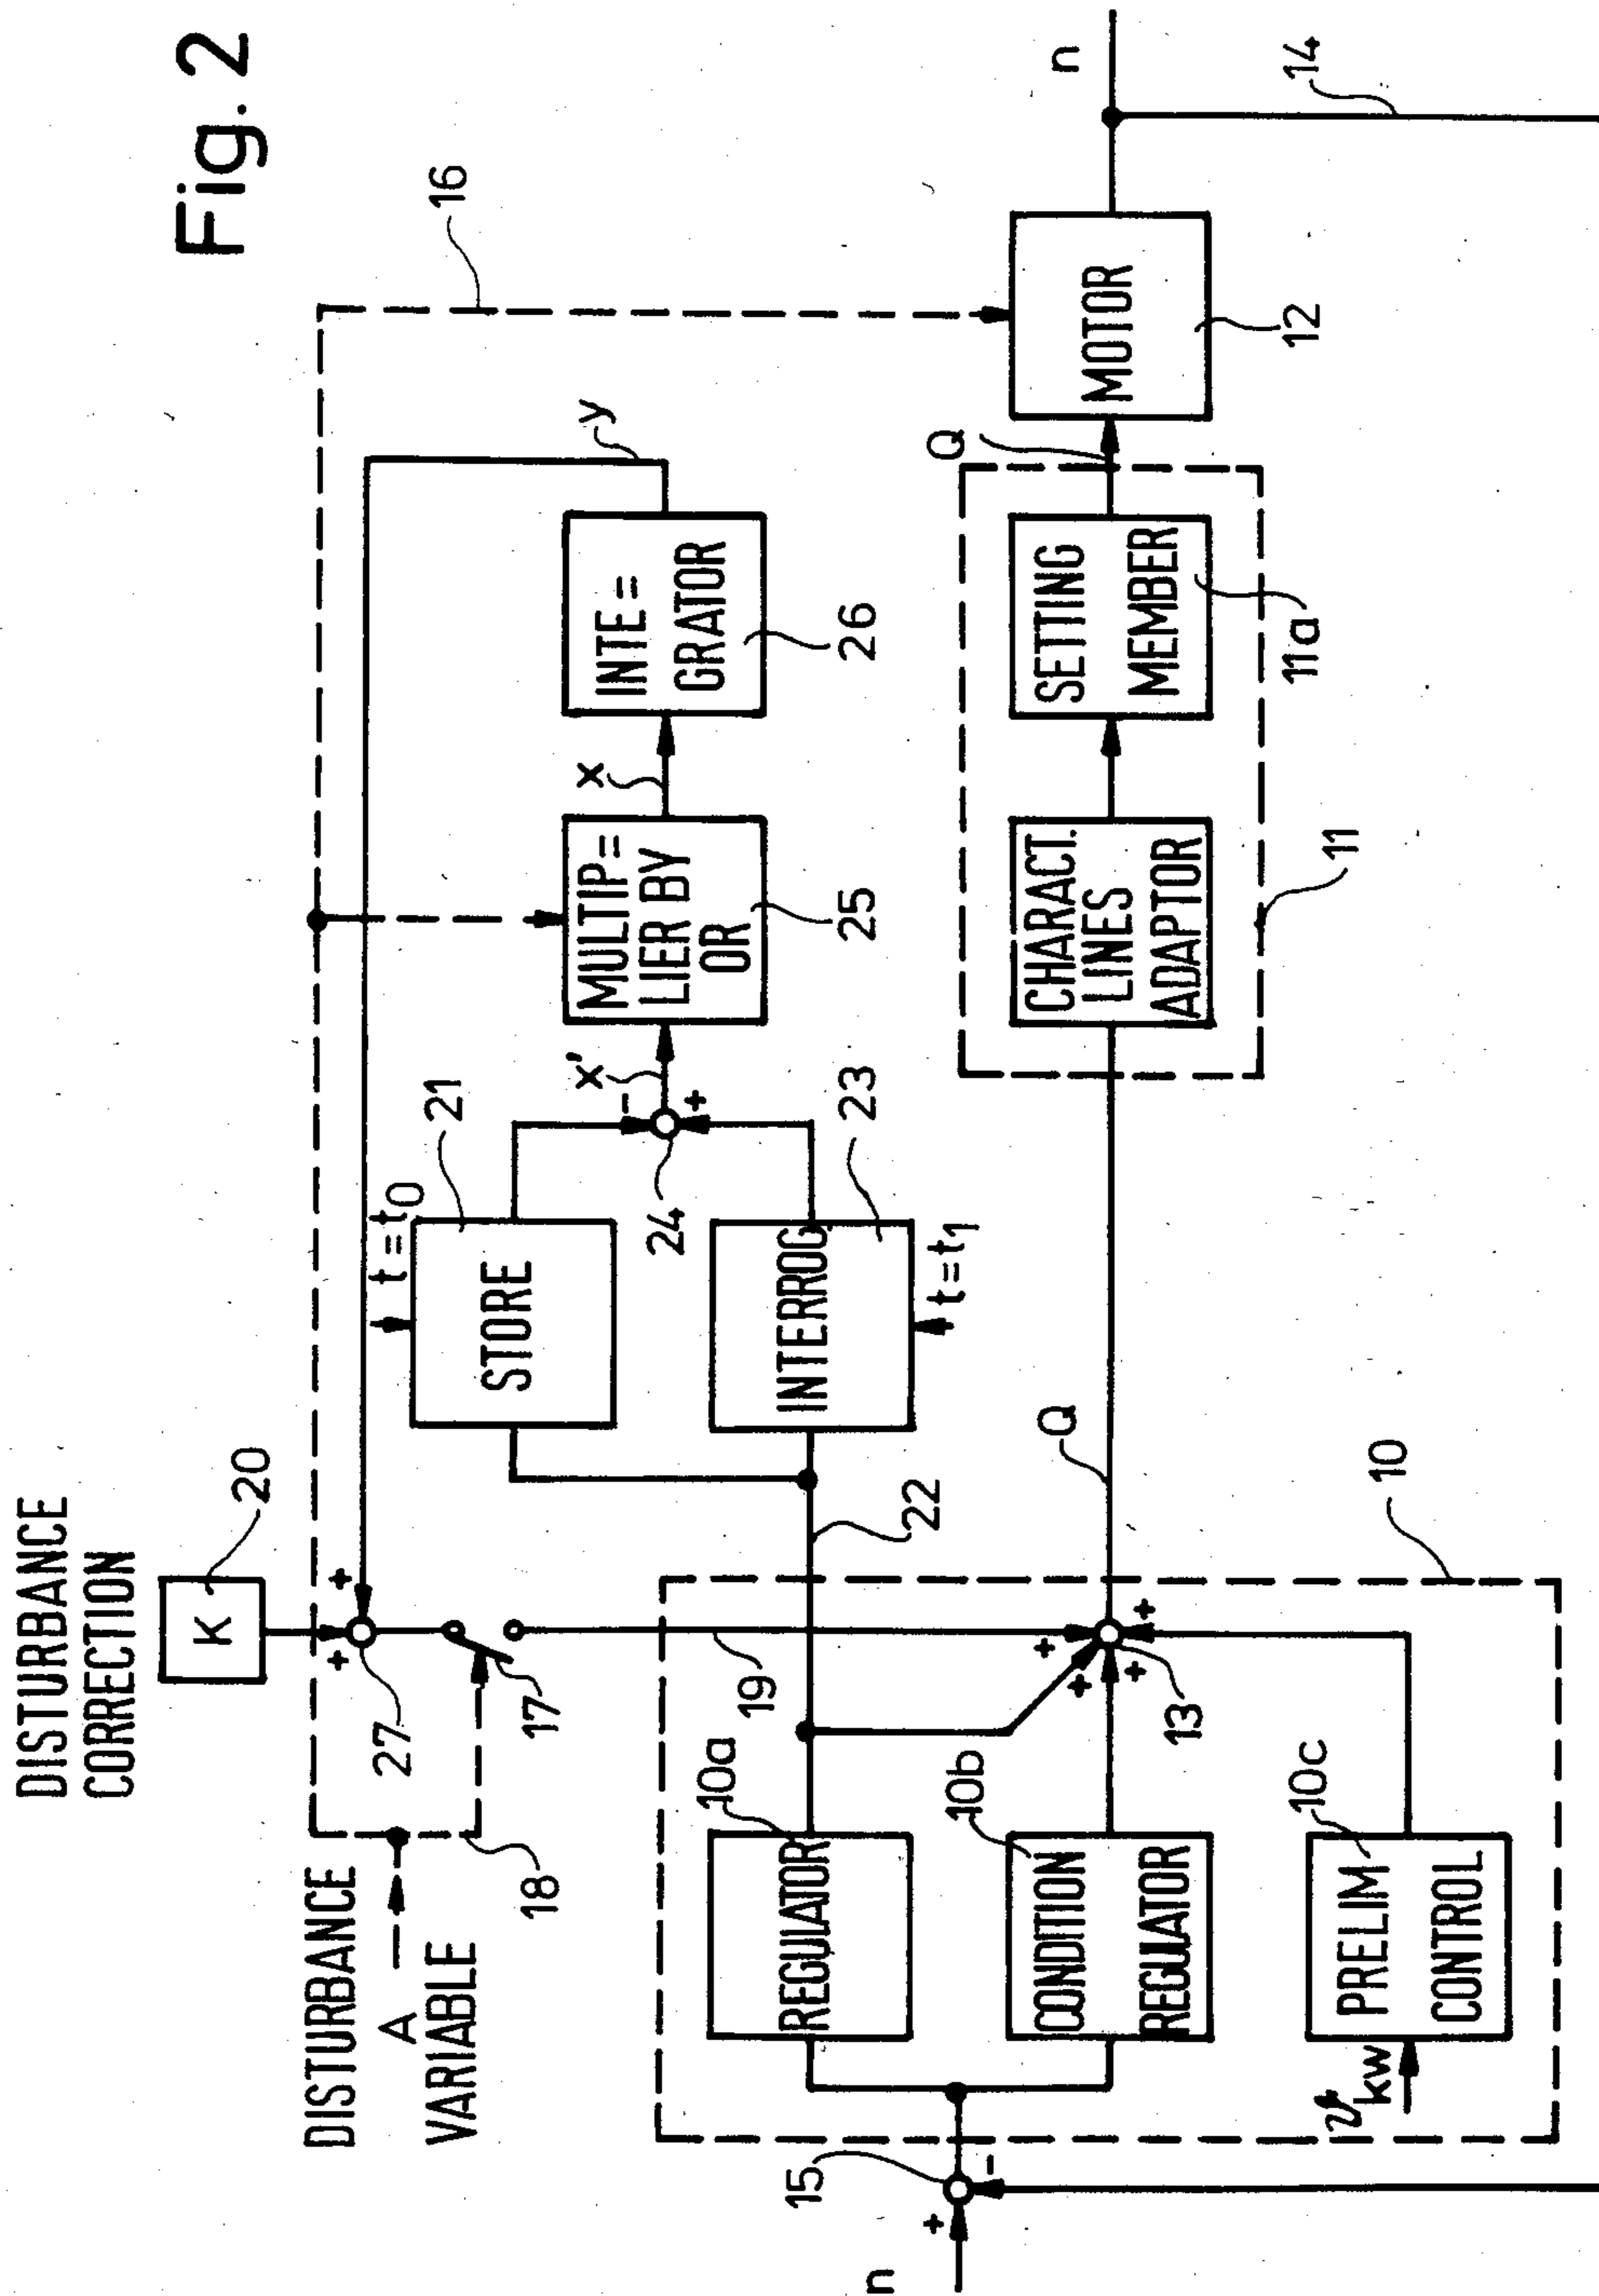 Fig. 2
DISTURBANCE
CORRECTION
20
K
16
+
+
27
17
DISTURBANCE
A
VARIABLE
18
19
t = t0
21
STORE
INTERROG
23
t = t1
22
24
-
+
x'
MULTIP=
LIER BY
OR
25
x
INTE =
GRATOR
26
y
10a
REGULATOR
10b
CONDITION
REGULATOR
10c
PRELIM
CONTROL
ϑkw
15
+
-
n
+
+
+
+
13
10
Q
CHARACT.
LINES
ADAPTOR
11
SETTING
MEMBER
11a
Q
MOTOR
12
n
14